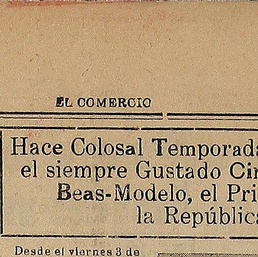 EL COMERCIO
Hace Colosal Temporada
el siempre Gustado Cir
Beas-Modelo, el Pri
la República
Desde el viernes 3 de